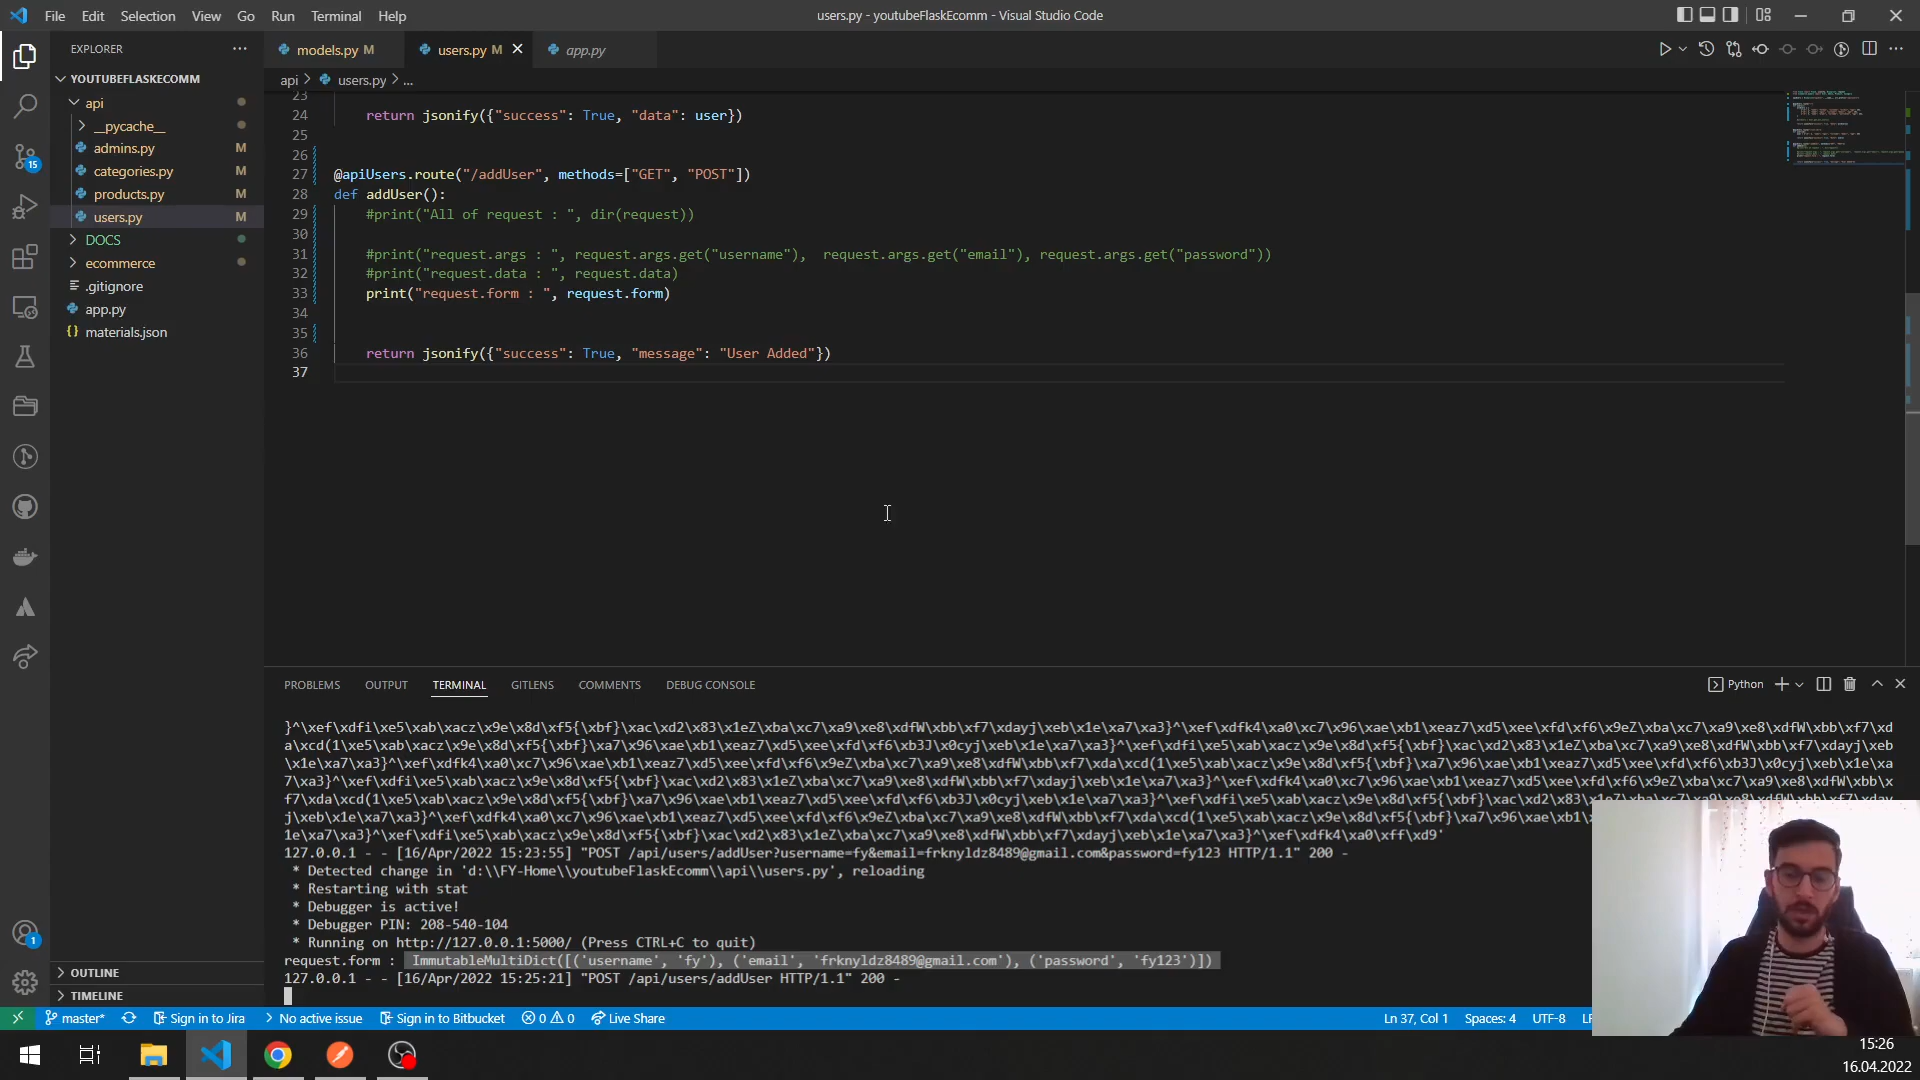 File Edit Selection View Go Run Terminal Help
users.py - youtubeFlaskEcomm - Visual Studio Code
EXPLORER
YOUTUBEFLASKECOMM
api
__pycache__
admins.py M
categories.py M
products.py M
users.py M
DOCS
ecommerce
.gitignore
app.py
materials.json
OUTLINE
TIMELINE
15
1
models.py M
users.py M
app.py
api > users.py > ...
23
24 return jsonify({"success": True, "data": user})
25
26
27 @apiUsers.route("/addUser", methods=["GET", "POST"])
28 def addUser():
29 #print("All of request : ", dir(request))
30
31 #print("request.args : ", request.args.get("username"),  request.args.get("email"), request.args.get("password"))
32 #print("request.data : ", request.data)
33 print("request.form : ", request.form)
34
35
36 return jsonify({"success": True, "message": "User Added"})
37
PROBLEMS OUTPUT TERMINAL GITLENS COMMENTS DEBUG CONSOLE
Python
127.0.0.1 - - [16/Apr/2022 15:23:55] "POST /api/users/addUser?username=fy&email=frknyldz8489@gmail.com&password=fy123 HTTP/1.1" 200 -
* Detected change in 'd:\\FY-Home\\youtubeFlaskEcomm\\api\\users.py', reloading
* Restarting with stat
* Debugger is active!
* Debugger PIN: 208-540-104
* Running on http://127.0.0.1:5000/ (Press CTRL+C to quit)
request.form :  ImmutableMultiDict([('username', 'fy'), ('email', 'frknyldz8489@gmail.com'), ('password', 'fy123')])
127.0.0.1 - - [16/Apr/2022 15:25:21] "POST /api/users/addUser HTTP/1.1" 200 -
master* Sign in to Jira No active issue Sign in to Bitbucket 0 0 Live Share
Ln 37, Col 1 Spaces: 4 UTF-8
15:26
16.04.2022